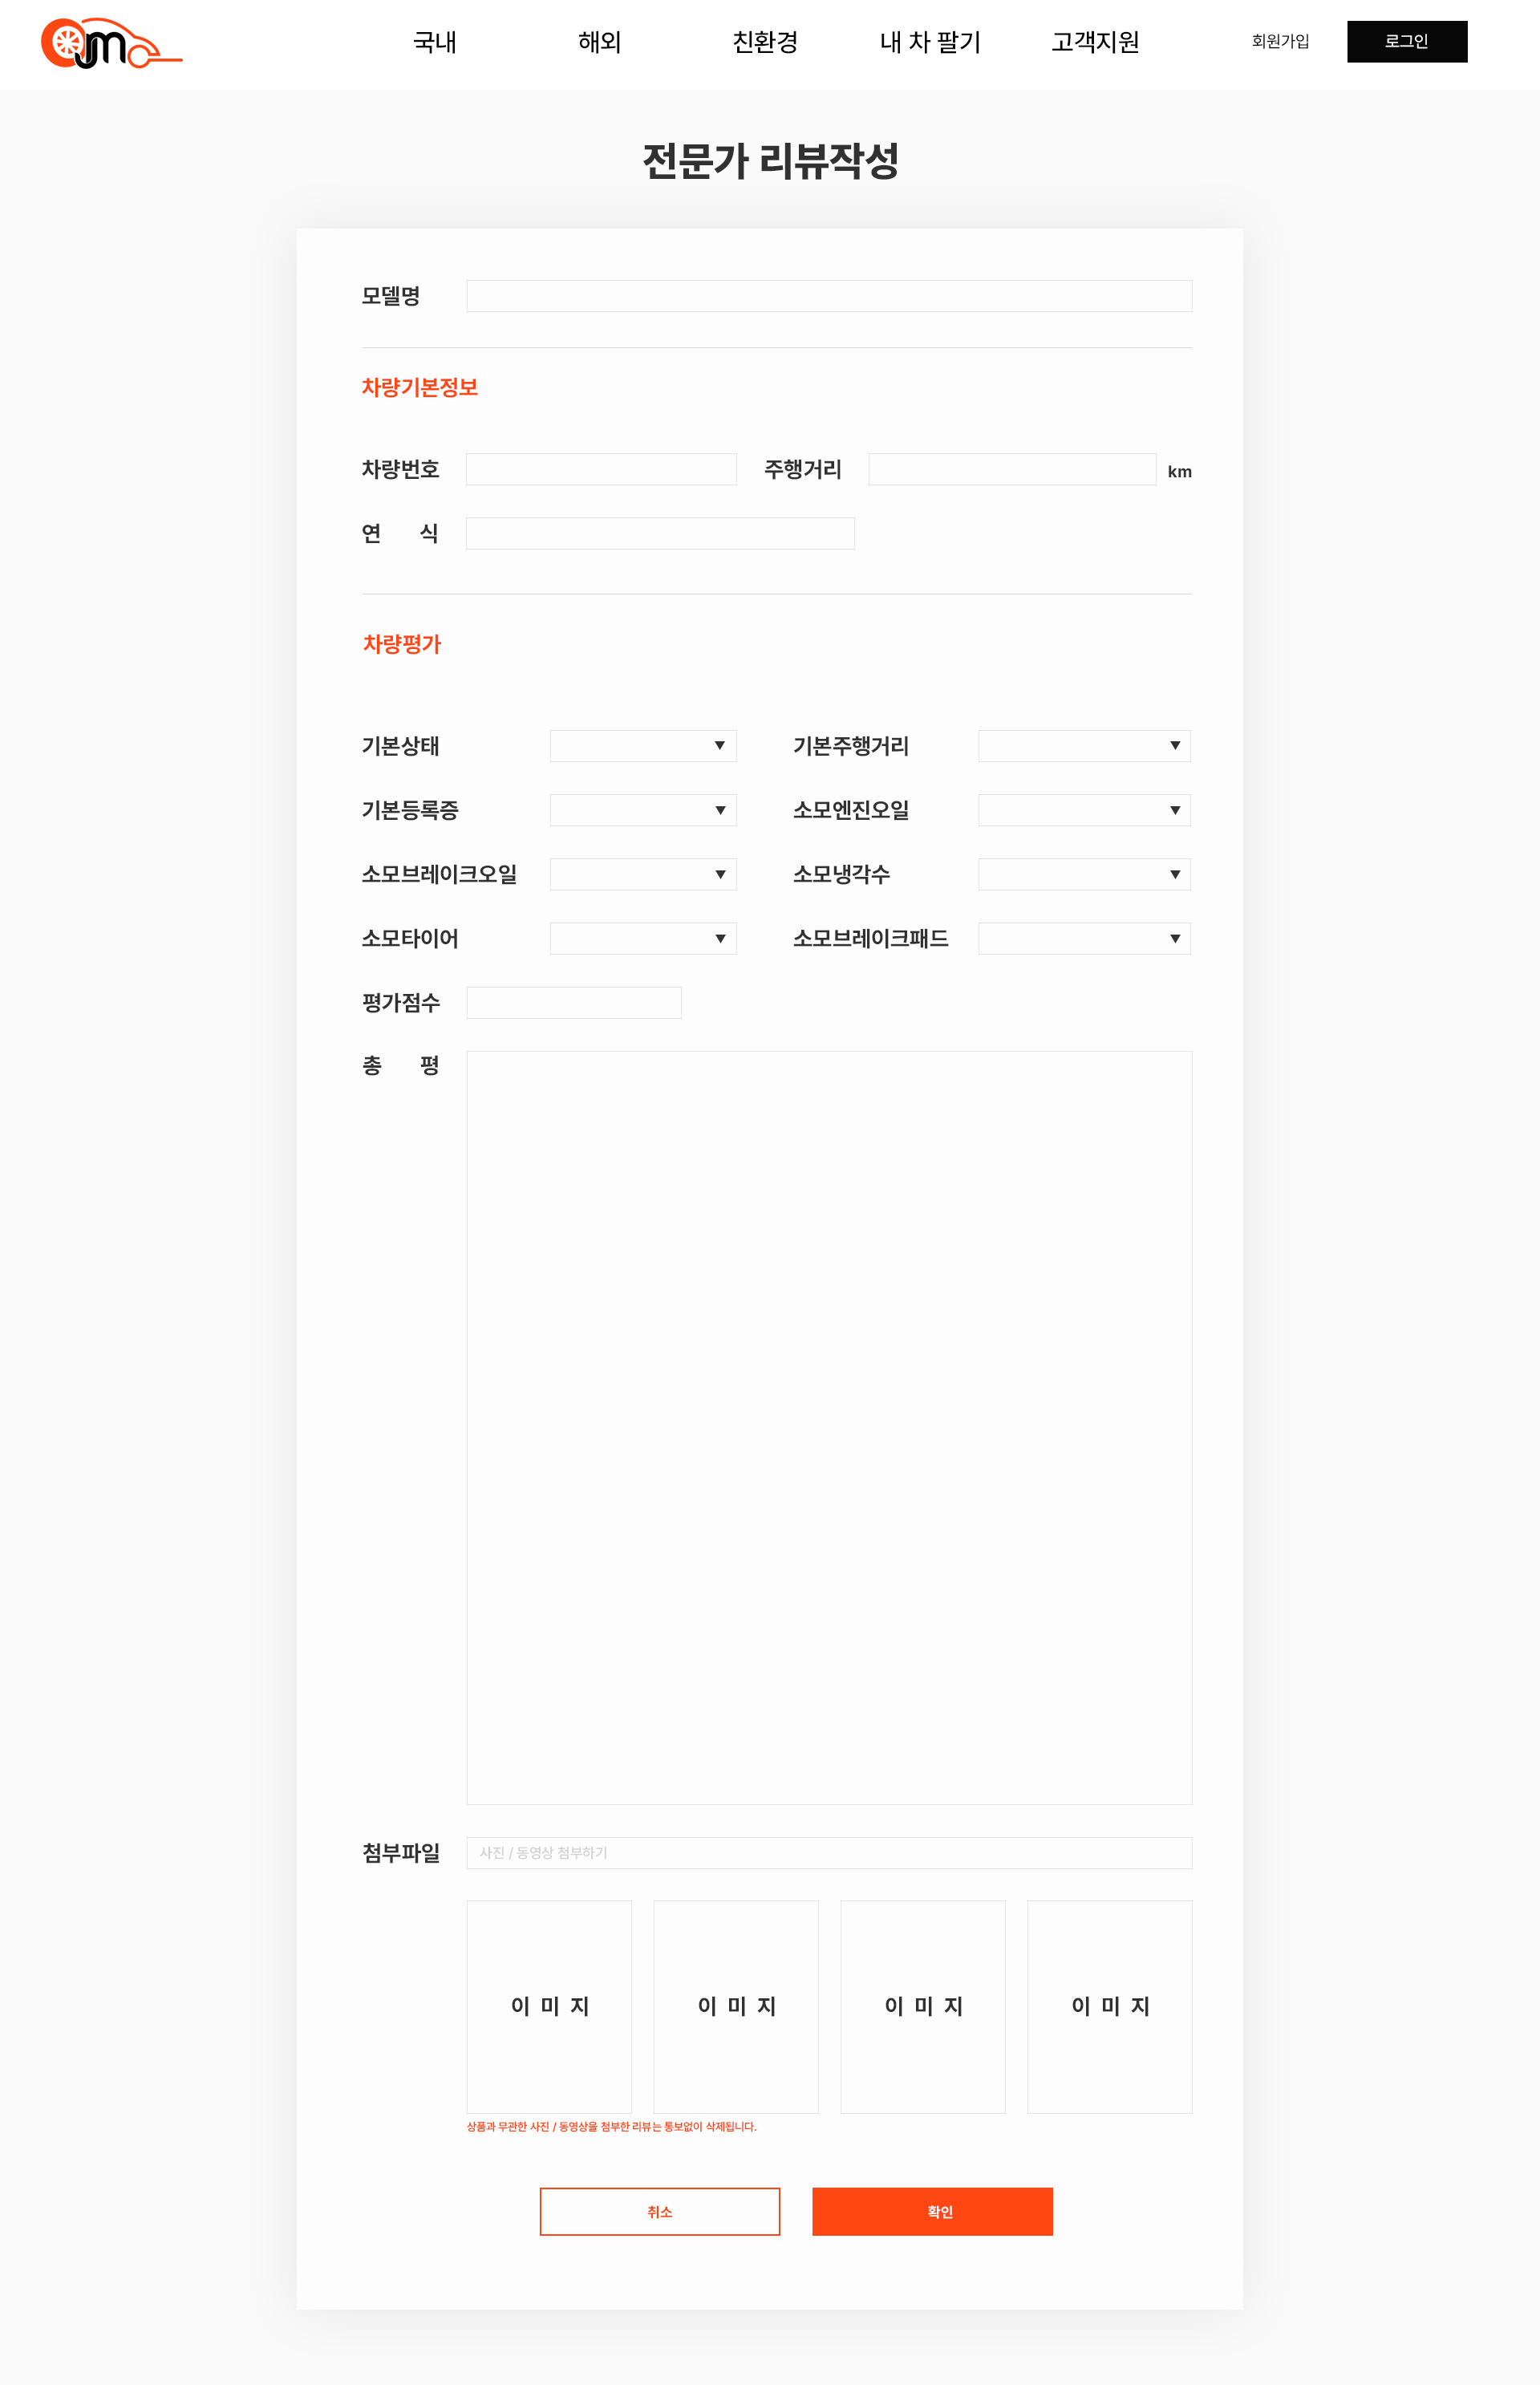 Jm
국내 해외 친환경 내 차 팔기 고객지원 회원가입 로그인
전문가 리뷰작성
모델명
차량기본정보
차량번호 주행거리 km
연 식
차량평가
기본상태 기본주행거리
기본등록증 소모엔진오일
소모브레이크오일 소모냉각수
소모타이어 소모브레이크패드
평가점수
총 평
첨부파일 사진 / 동영상 첨부하기
이 미 지 이 미 지 이 미 지 이 미 지
상품과 무관한 사진 / 동영상을 첨부한 리뷰는 통보없이 삭제됩니다.
취소 확인